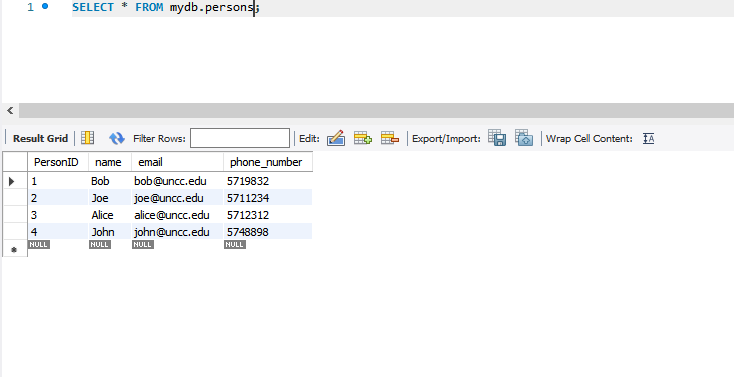 1 SELECT * FROM mydb.persons;
Result Grid Filter Rows: Edit: Export/Import: Wrap Cell Content: IA
PersonID name email phone_number
1 Bob bob@uncc.edu 5719832
2 Joe joe@uncc.edu 5711234
3 Alice alice@uncc.edu 5712312
4 John john@uncc.edu 5748898
NULL NULL NULL NULL